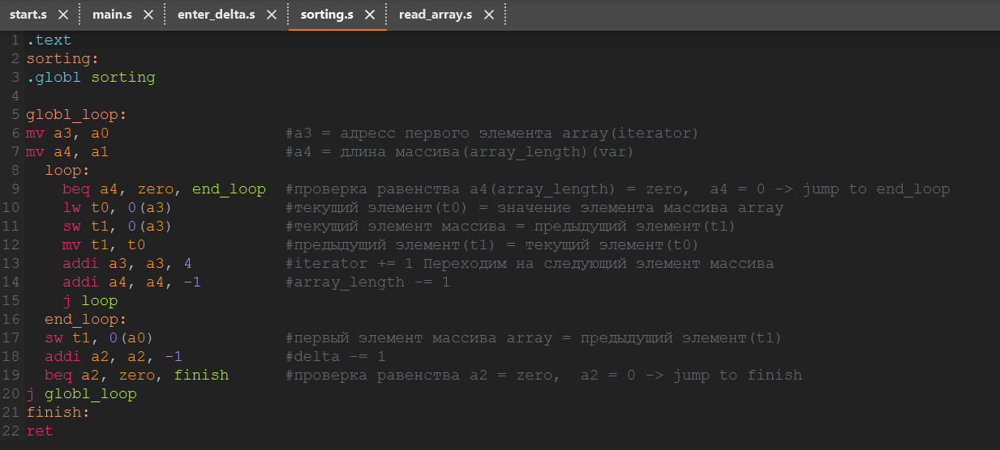 start.s × main.s × enter_delta.s × sorting.s × read_array.s ×
1 .text
2 sorting:
3 .globl sorting
4
5 globl_loop:
6 mv a3, a0 #a3 = адресс первого элемента array(iterator)
7 mv a4, a1 #a4 = длина массива(array_length)(var)
8 loop:
9 beq a4, zero, end_loop #проверка равенства a4(array_length) = zero, a4 = 0 -> jump to end_loop
10 lw t0, 0(a3) #текущий элемент(t0) = значение элемента массива array
11 sw t1, 0(a3) #текущий элемент массива = предыдущий элемент(t1)
12 mv t1, t0 #предыдущий элемент(t1) = текущий элемент(t0)
13 addi a3, a3, 4 #iterator += 1 Переходим на следующий элемент массива
14 addi a4, a4, -1 #array_length -= 1
15 j loop
16 end_loop:
17 sw t1, 0(a0) #первый элемент массива array = предыдущий элемент(t1)
18 addi a2, a2, -1 #delta -= 1
19 beq a2, zero, finish #проверка равенства a2 = zero, a2 = 0 -> jump to finish
20 j globl_loop
21 finish:
22 ret